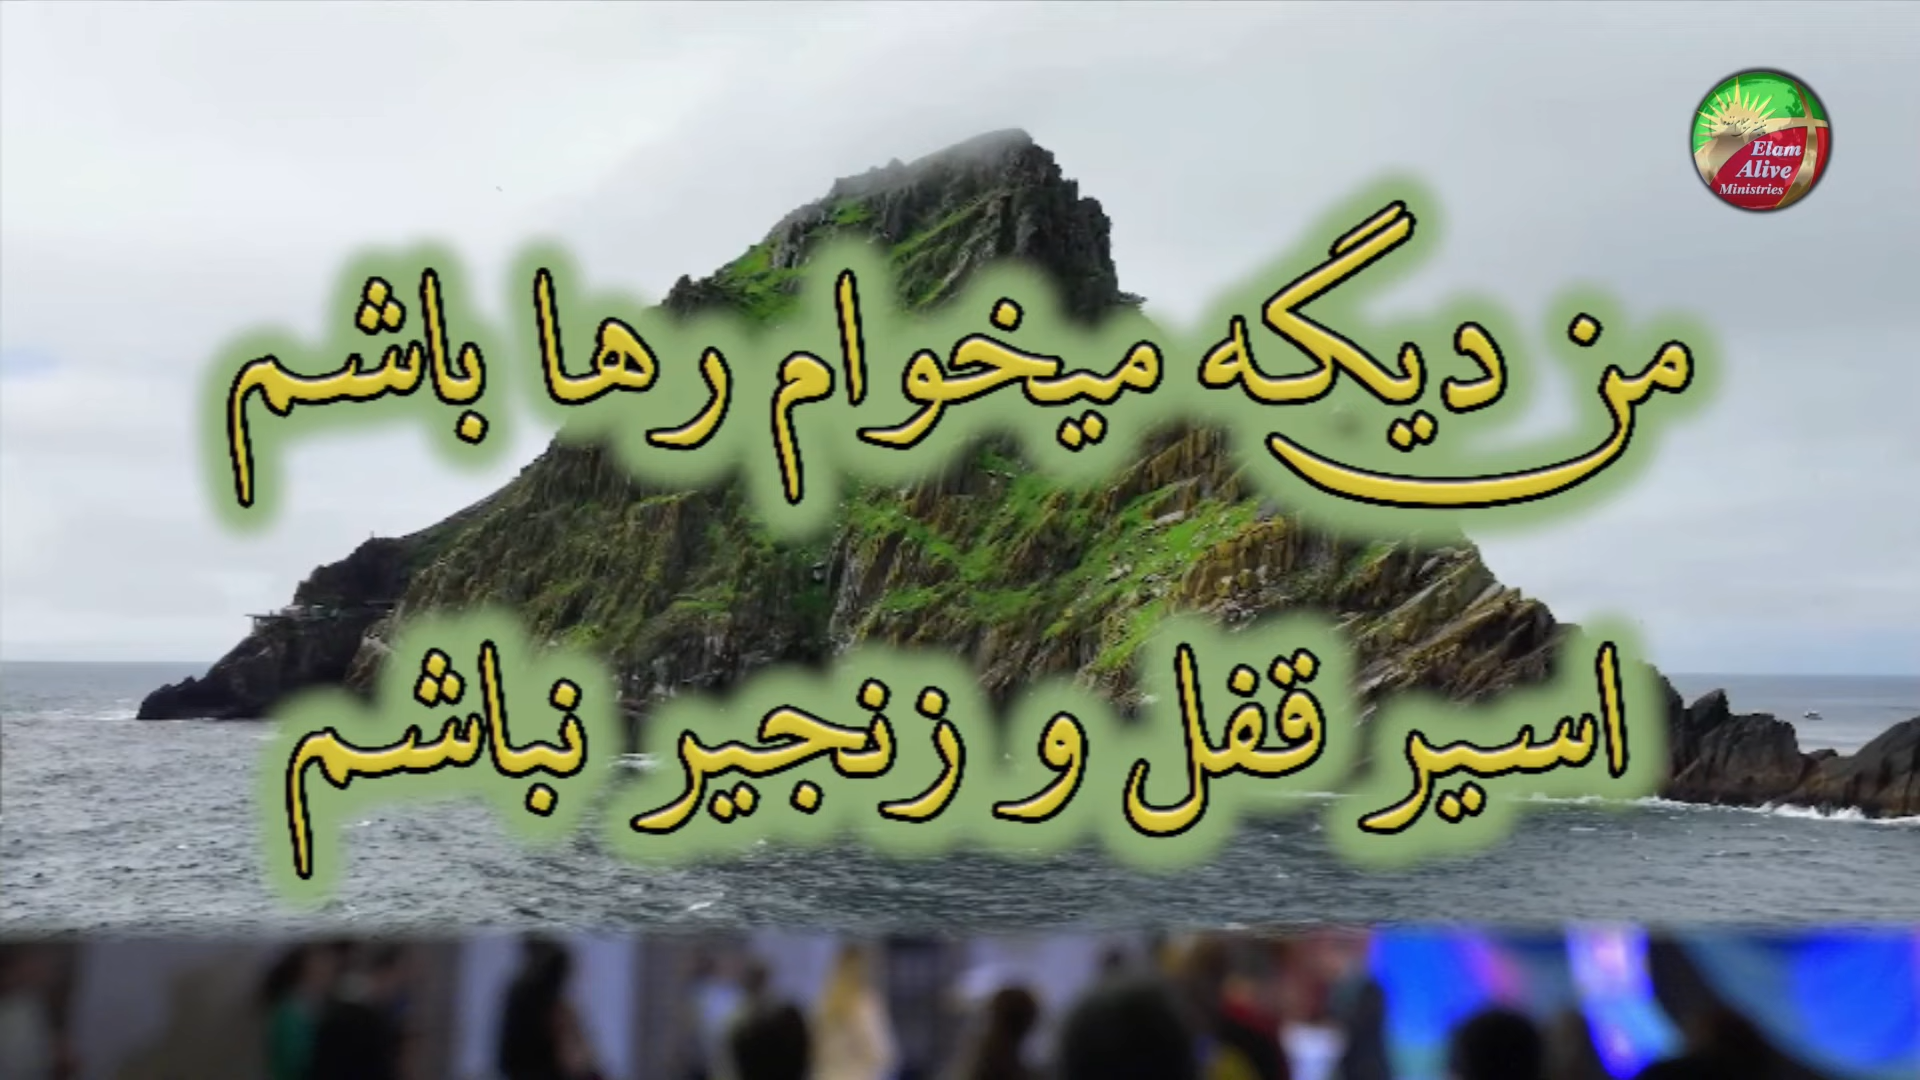 من دیگه میخوام رها باشم
اسیر قفل و زنجیر نباشم
Elam
Alive
Ministries